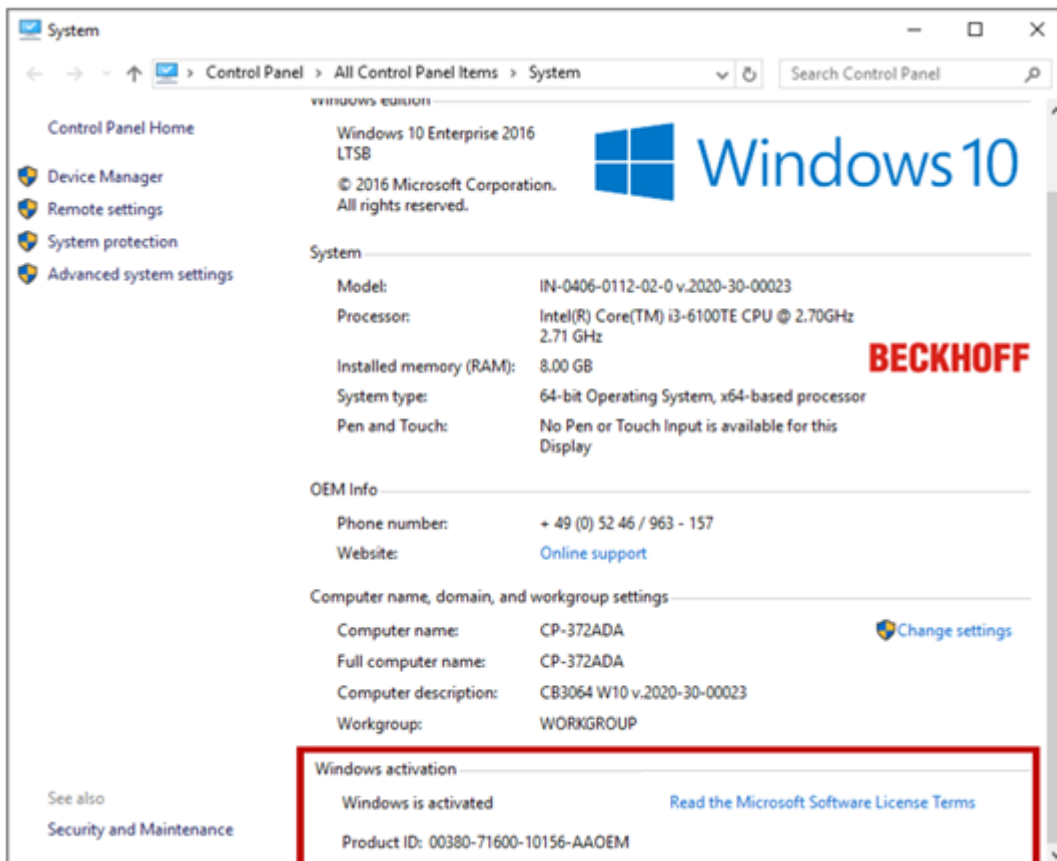 System
Control Panel > All Control Panel Items > System
Search Control Panel
Control Panel Home
Device Manager
Remote settings
System protection
Advanced system settings
See also
Security and Maintenance
Windows edition
Windows 10 Enterprise 2016
LTSB
© 2016 Microsoft Corporation.
All rights reserved.
Windows 10
System
Model: IN-0406-0112-02-0 v.2020-30-00023
Processor: Intel(R) Core(TM) i3-6100TE CPU @ 2.70GHz
2.71 GHz
Installed memory (RAM): 8.00 GB
System type: 64-bit Operating System, x64-based processor
Pen and Touch: No Pen or Touch Input is available for this
Display
BECKHOFF
OEM Info
Phone number: + 49 (0) 52 46 / 963 - 157
Website: Online support
Computer name, domain, and workgroup settings
Computer name: CP-372ADA
Change settings
Full computer name: CP-372ADA
Computer description: CB3064 W10 v.2020-30-00023
Workgroup: WORKGROUP
Windows activation
Windows is activated Read the Microsoft Software License Terms
Product ID: 00380-71600-10156-AAOEM